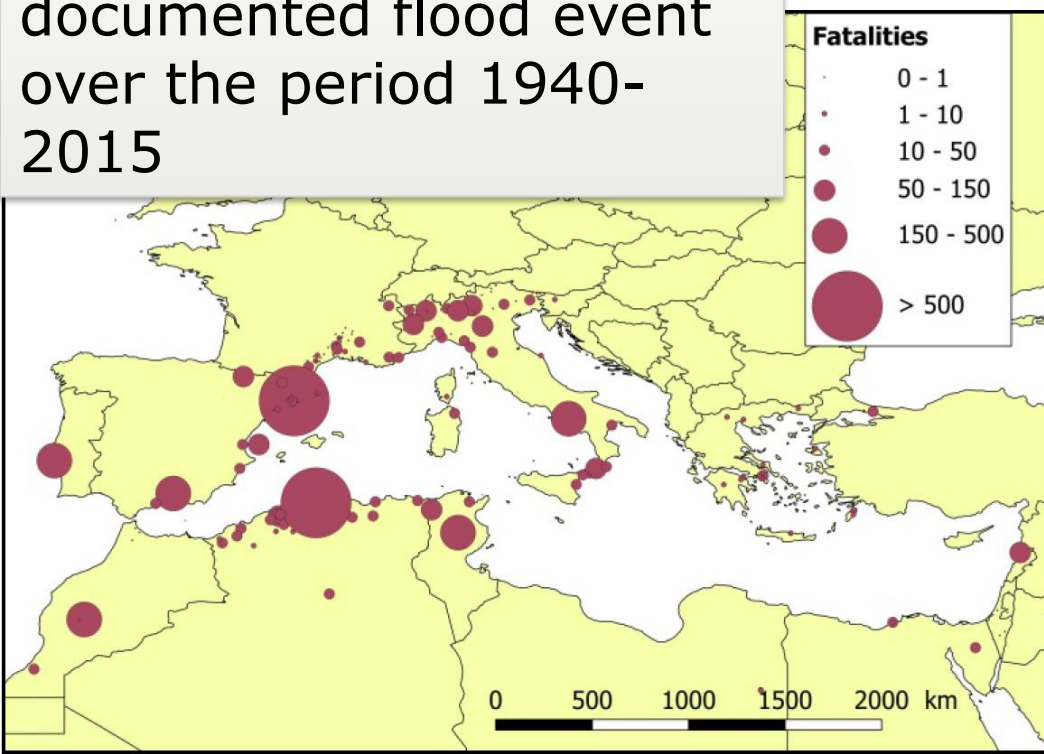 documented flood event
over the period 1940-
2015
Fatalities
0 - 1
1 - 10
10 - 50
50 - 150
150 - 500
> 500
0 500 1000 1500 2000 km